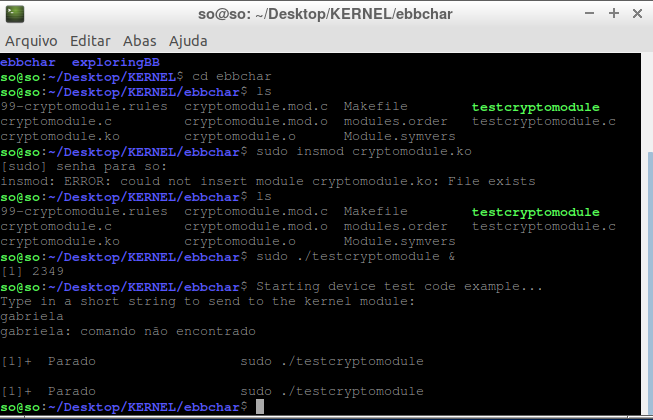 so@so: ~/Desktop/KERNEL/ebbchar
Arquivo Editar Abas Ajuda
ebbchar exploringBB
so@so:~/Desktop/KERNEL$ cd ebbchar
so@so:~/Desktop/KERNEL/ebbchar$ ls
99-cryptomodule.rules cryptomodule.mod.c Makefile testcryptomodule
cryptomodule.c cryptomodule.mod.o modules.order testcryptomodule.c
cryptomodule.ko cryptomodule.o Module.symvers
so@so:~/Desktop/KERNEL/ebbchar$ sudo insmod cryptomodule.ko
[sudo] senha para so:
insmod: ERROR: could not insert module cryptomodule.ko: File exists
so@so:~/Desktop/KERNEL/ebbchar$ ls
99-cryptomodule.rules cryptomodule.mod.c Makefile testcryptomodule
cryptomodule.c cryptomodule.mod.o modules.order testcryptomodule.c
cryptomodule.ko cryptomodule.o Module.symvers
so@so:~/Desktop/KERNEL/ebbchar$ sudo ./testcryptomodule &
[1] 2349
so@so:~/Desktop/KERNEL/ebbchar$ Starting device test code example...
Type in a short string to send to the kernel module:
gabriela
gabriela: comando não encontrado
[1]+ Parado sudo ./testcryptomodule
[1]+ Parado sudo ./testcryptomodule
so@so:~/Desktop/KERNEL/ebbchar$